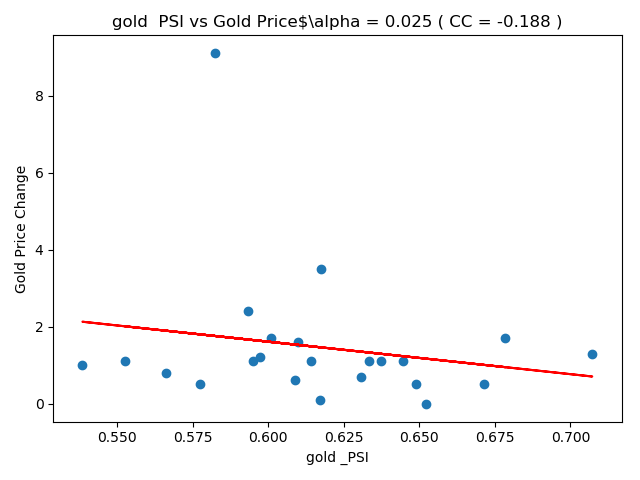 gold  PSI vs Gold Price$\alpha = 0.025 ( CC = -0.188 )
Gold Price Change
8
6
4
2
0
0.550 0.575 0.600 0.625 0.650 0.675 0.700
gold _PSI